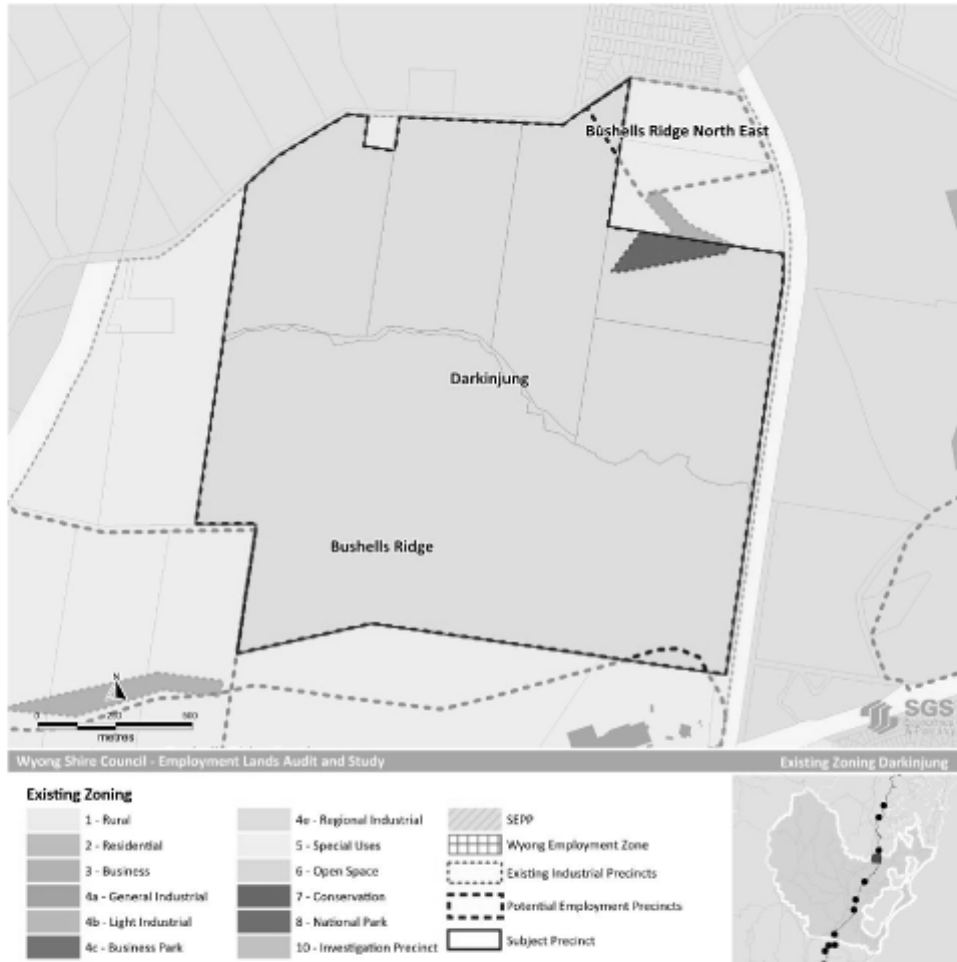 Bushells Ridge North East
Darkinjung
Bushells Ridge
N
0
metres
SGS
Wyong Shire Council - Employment Lands Audit and Study
Existing Zoning Darkinjung
Existing Zoning
1 - Rural
2 - Residential
3 - Business
4a - General Industrial
4b - Light Industrial
4c - Business Park
4e - Regional Industrial
5 - Special Uses
6 - Open Space
7 - Conservation
8 - National Park
10 - Investigation Precinct
SEPP
Wyong Employment Zone
Existing Industrial Precincts
Potential Employment Precincts
Subject Precinct